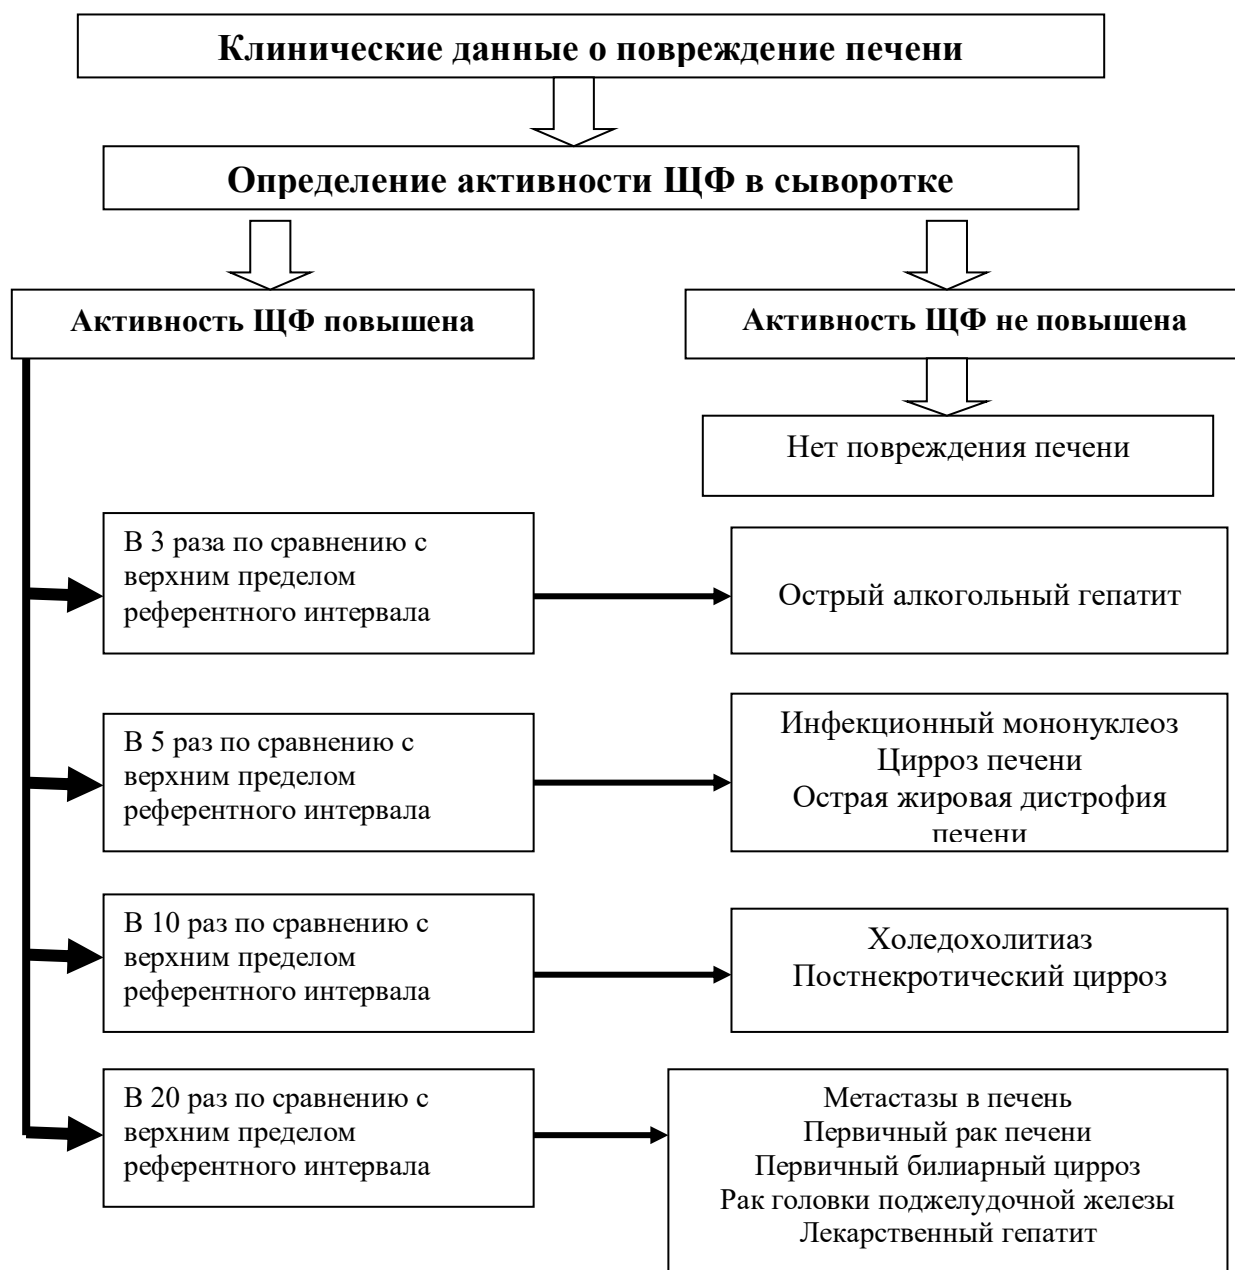 Клинические данные о повреждение печени
Определение активности ЩФ в сыворотке
Активность ЩФ повышена
Активность ЩФ не повышена
Нет повреждения печени
В 3 раза по сравнению с
верхним пределом
референтного интервала
Острый алкогольный гепатит
В 5 раз по сравнению с
верхним пределом
референтного интервала
Инфекционный мононуклеоз
Цирроз печени
Острая жировая дистрофия
печени
В 10 раз по сравнению с
верхним пределом
референтного интервала
Холедохолитиаз
Постнекротический цирроз
В 20 раз по сравнению с
верхним пределом
референтного интервала
Метастазы в печень
Первичный рак печени
Первичный билиарный цирроз
Рак головки поджелудочной железы
Лекарственный гепатит